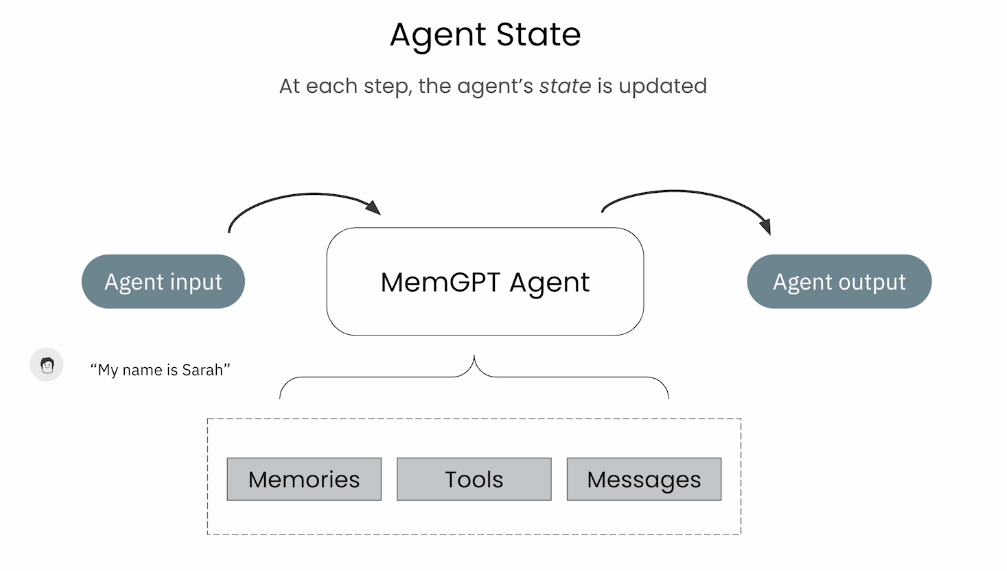 Agent State
At each step, the agent’s state is updated
Agent input
MemGPT Agent
Agent output
“My name is Sarah”
Memories
Tools
Messages